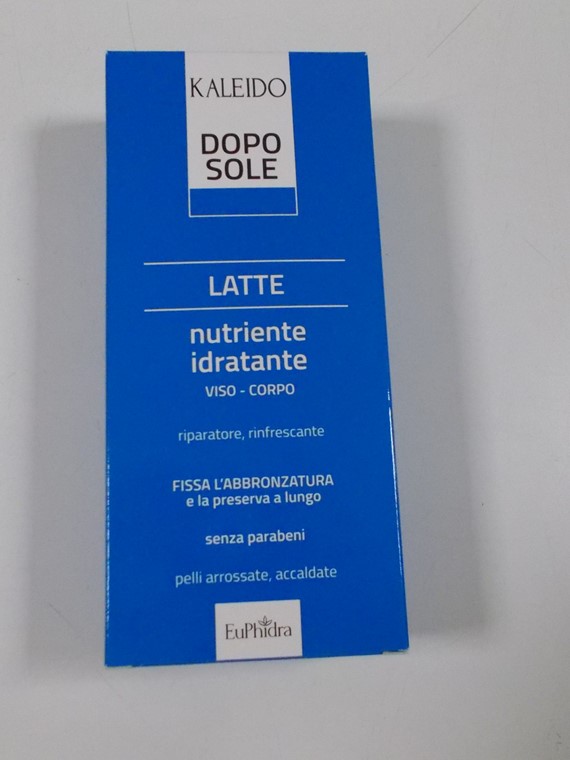 KALEIDO
DOPO
SOLE
LATTE
nutriente
idratante
VISO - CORPO
riparatore, rinfrescante
FISSA L'ABBRONZATURA
e la preserva a lungo
senza parabeni
pelli arrossate, accaldate
EuPhidra